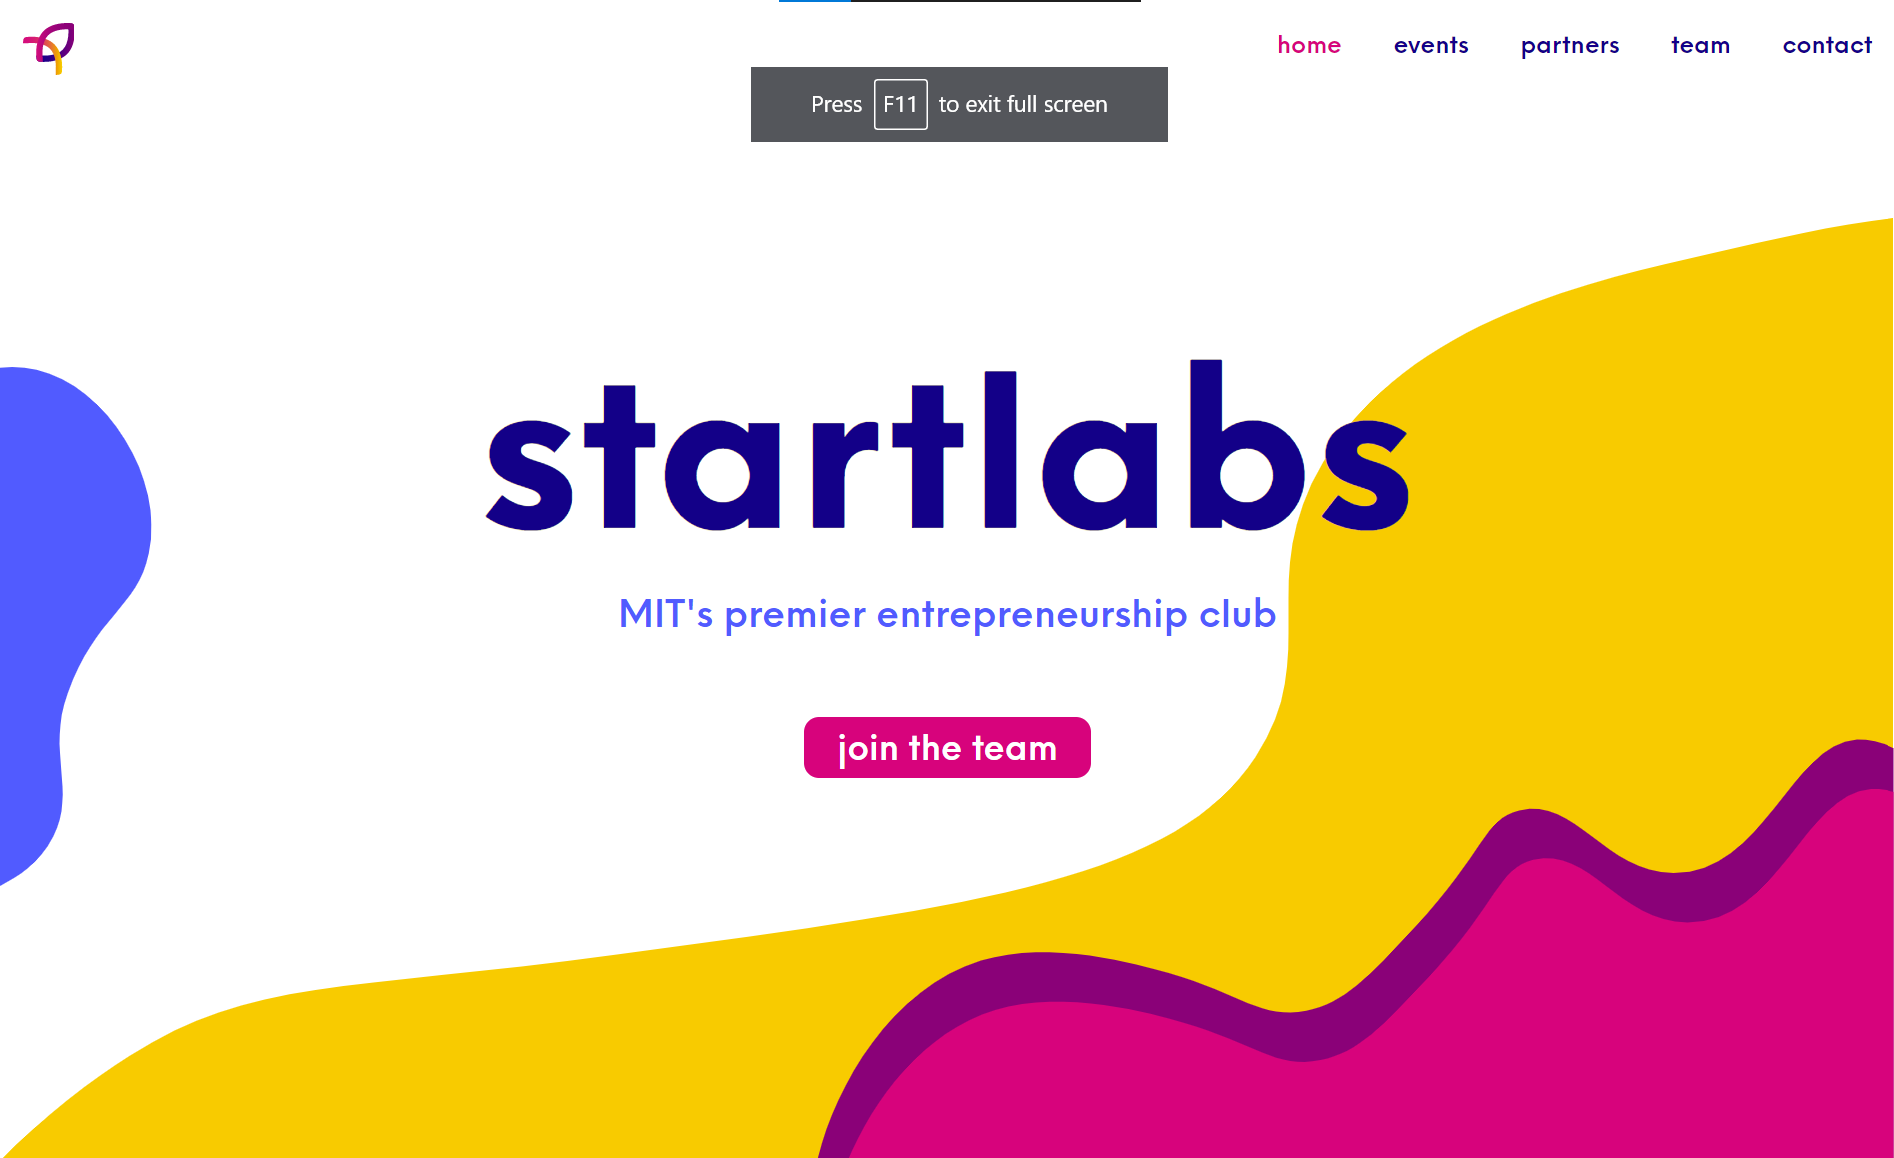 home events partners team contact
Press F11 to exit full screen
startlabs
MIT's premier entrepreneurship club
join the team